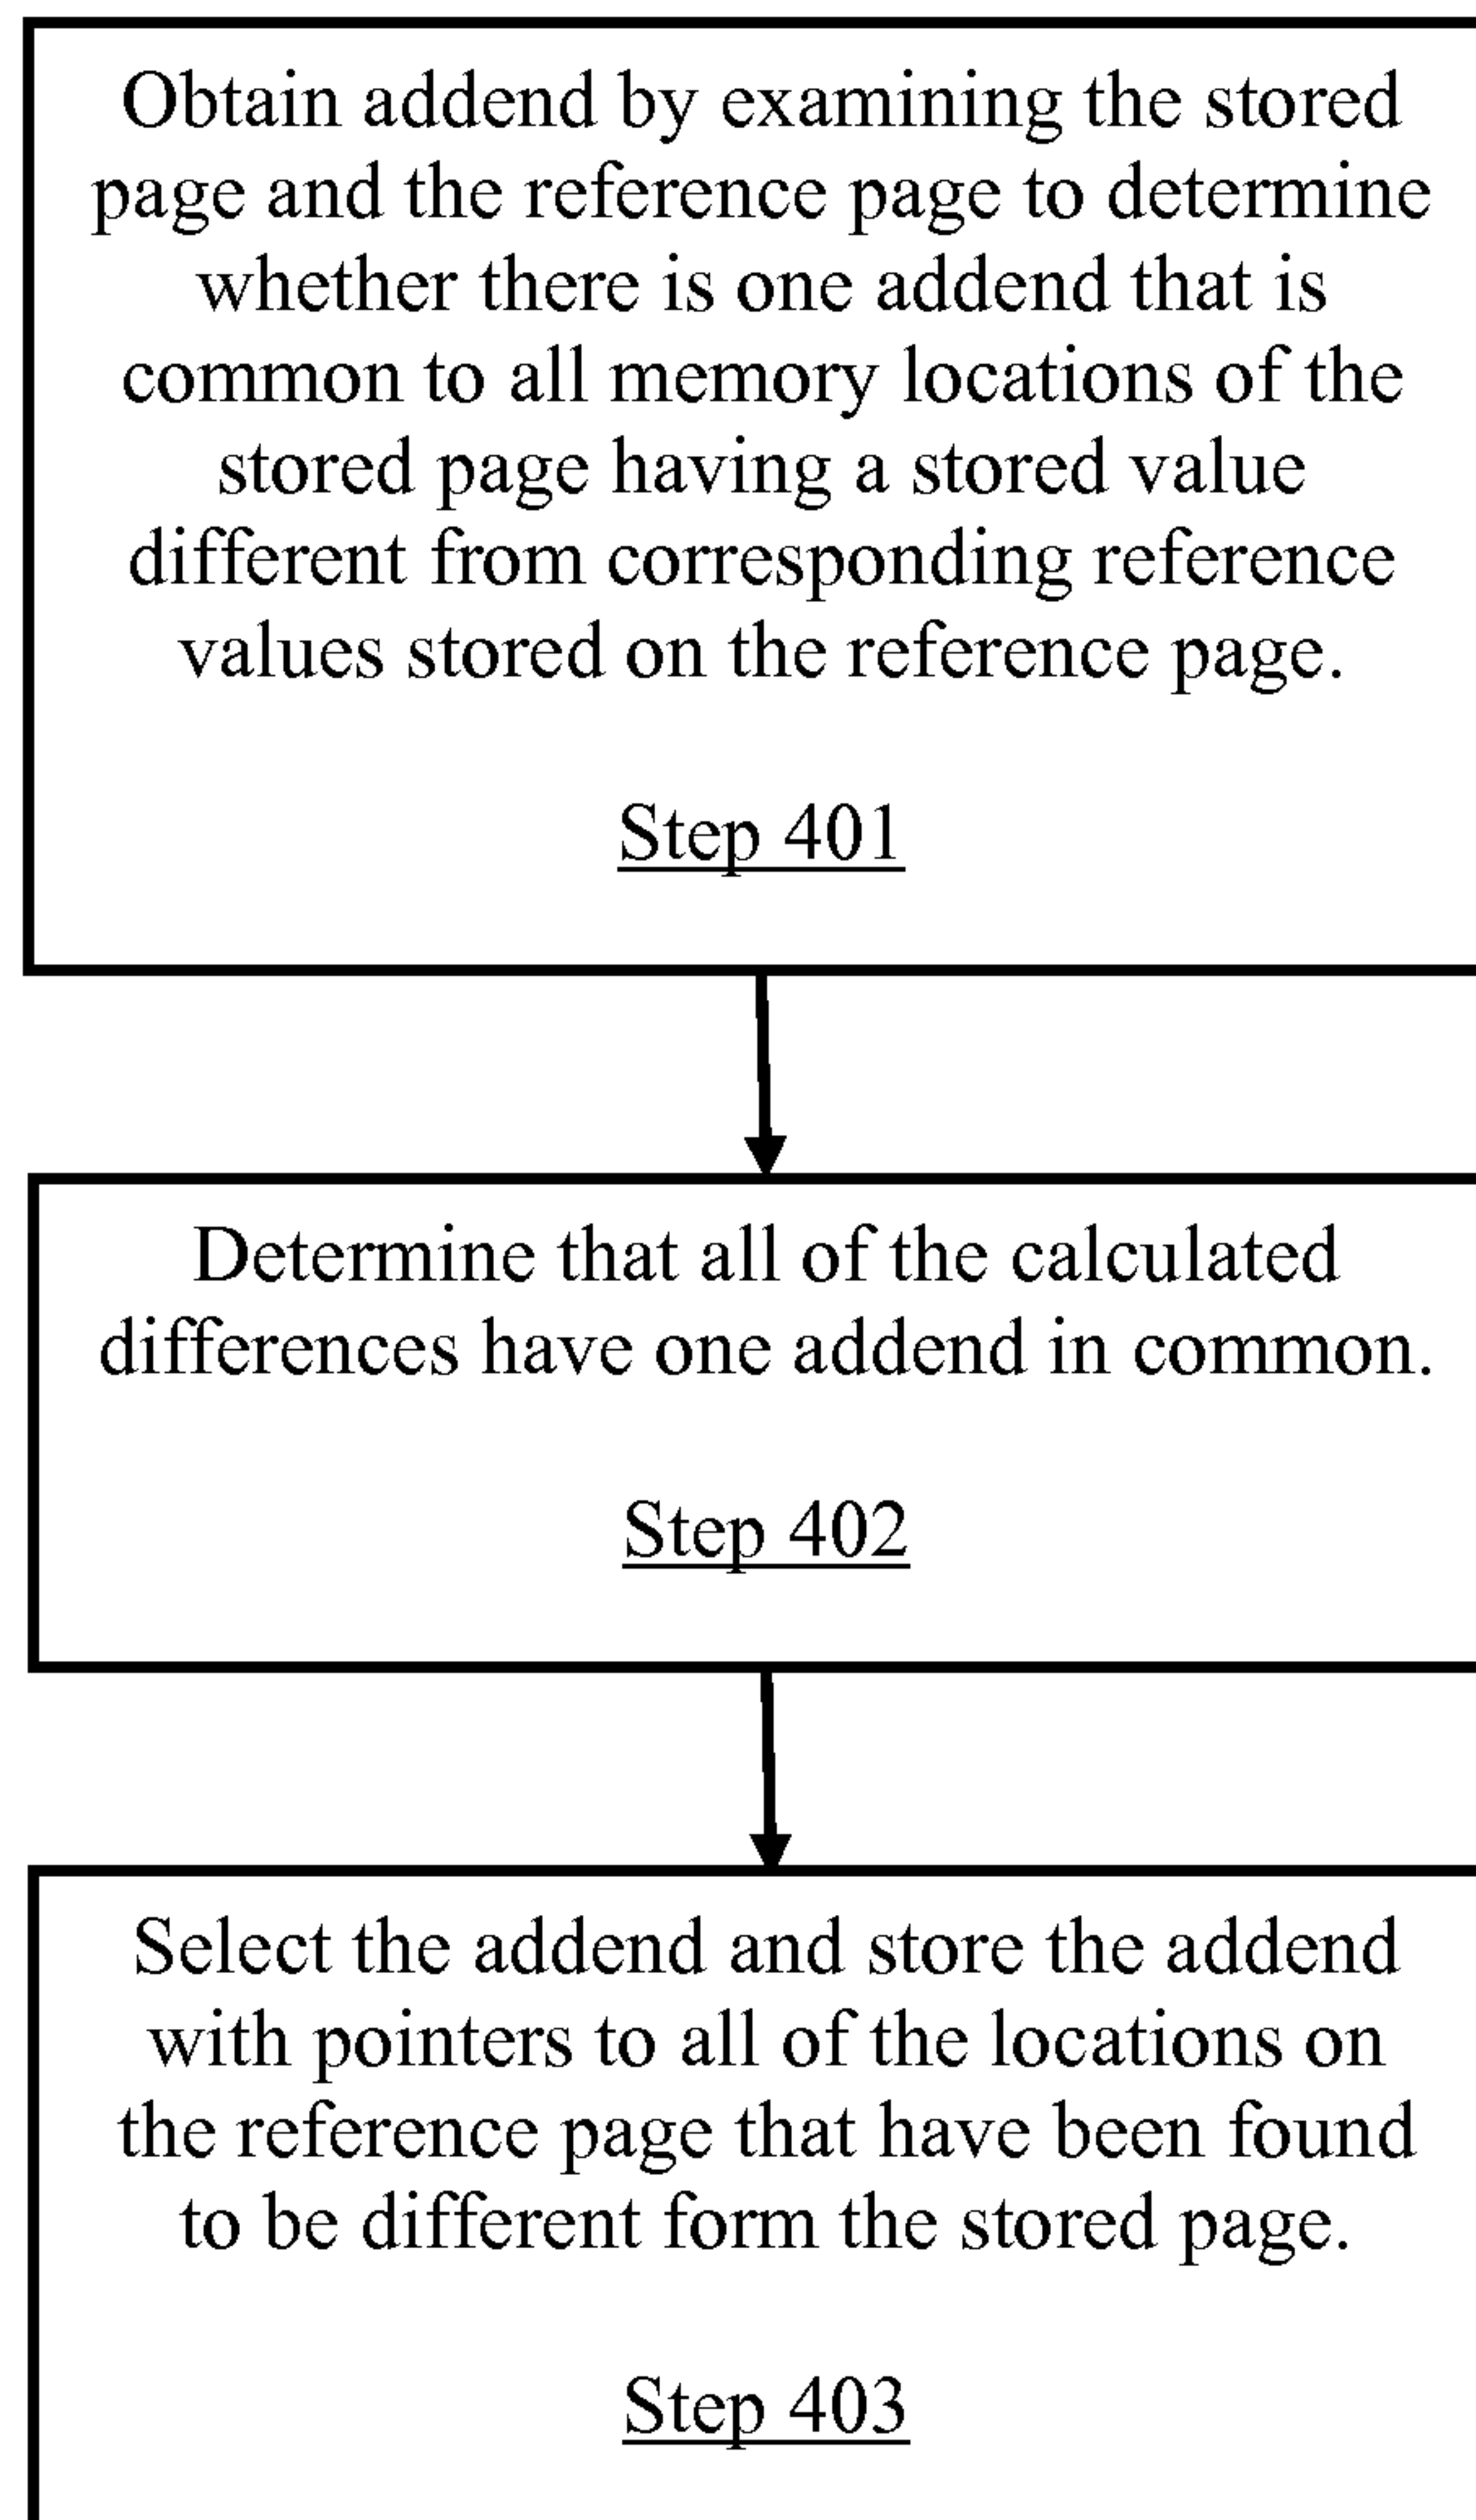 Obtain addend by examining the stored
page and the reference page to determine
whether there is one addend that is
common to all memory locations of the
stored page having a stored value
different from corresponding reference
values stored on the reference page.
Step 401
Determine that all of the calculated
differences have one addend in common.
Step 402
Select the addend and store the addend
with pointers to all of the locations on
the reference page that have been found
to be different form the stored page.
Step 403